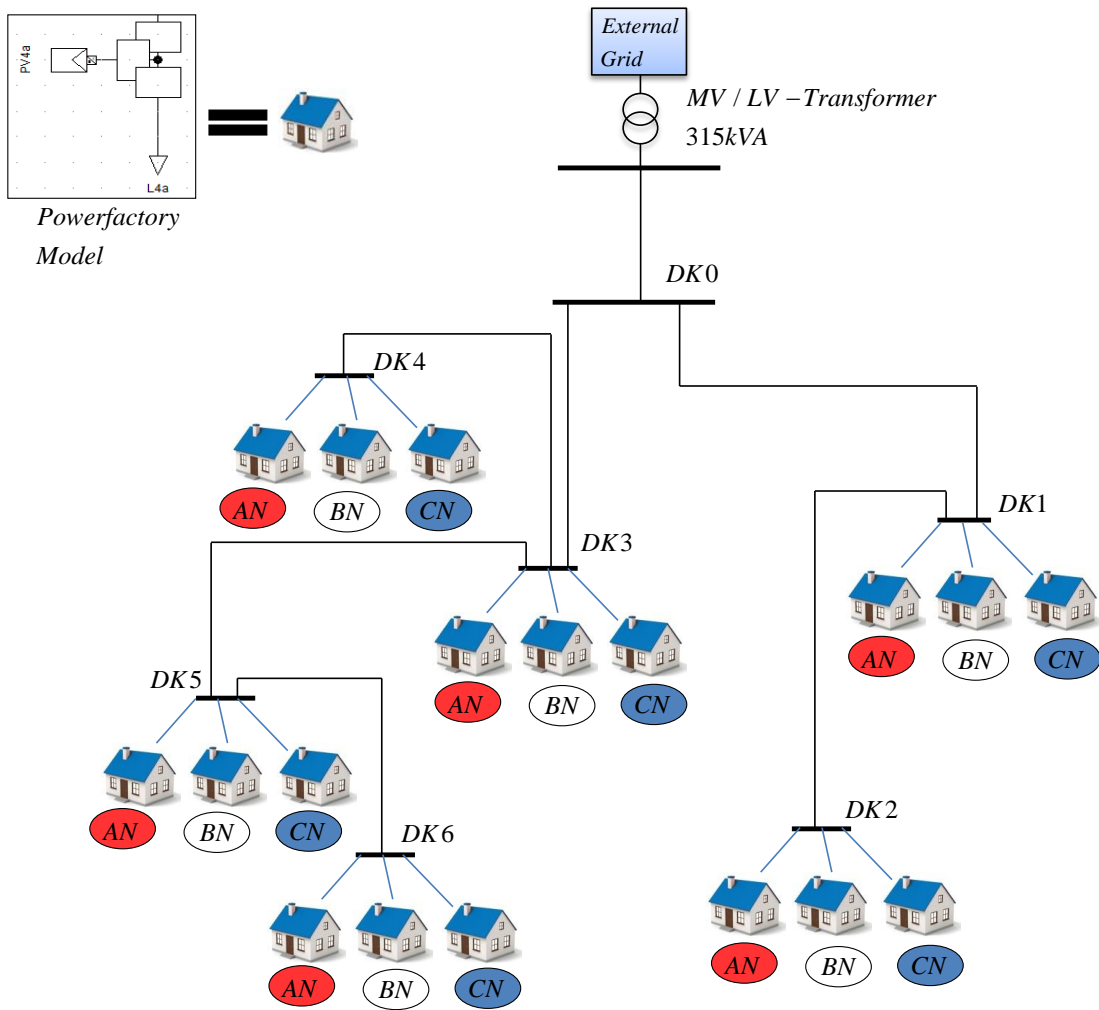 PV4a
L4a
Powerfactory
Model
External
Grid
MV / LV – Transformer
315kVA
DK0
DK4
AN
BN
CN
DK1
AN
BN
CN
DK3
AN
BN
CN
DK5
AN
BN
CN
DK2
AN
BN
CN
DK6
AN
BN
CN